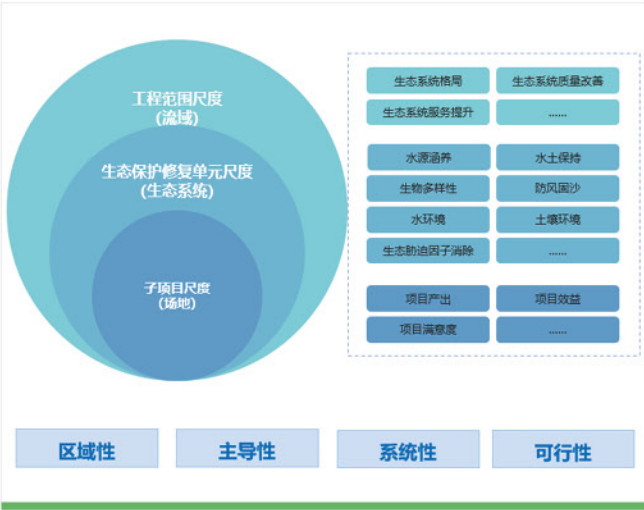 工程范围尺度
(流域)
生态保护修复单元尺度
(生态系统)
子项目尺度
(场地)
生态系统格局
生态系统质量改善
生态系统服务提升
......
水源涵养
水土保持
生物多样性
防风固沙
水环境
土壤环境
生态胁迫因子消除
......
项目产出
项目效益
项目满意度
......
区域性
主导性
系统性
可行性